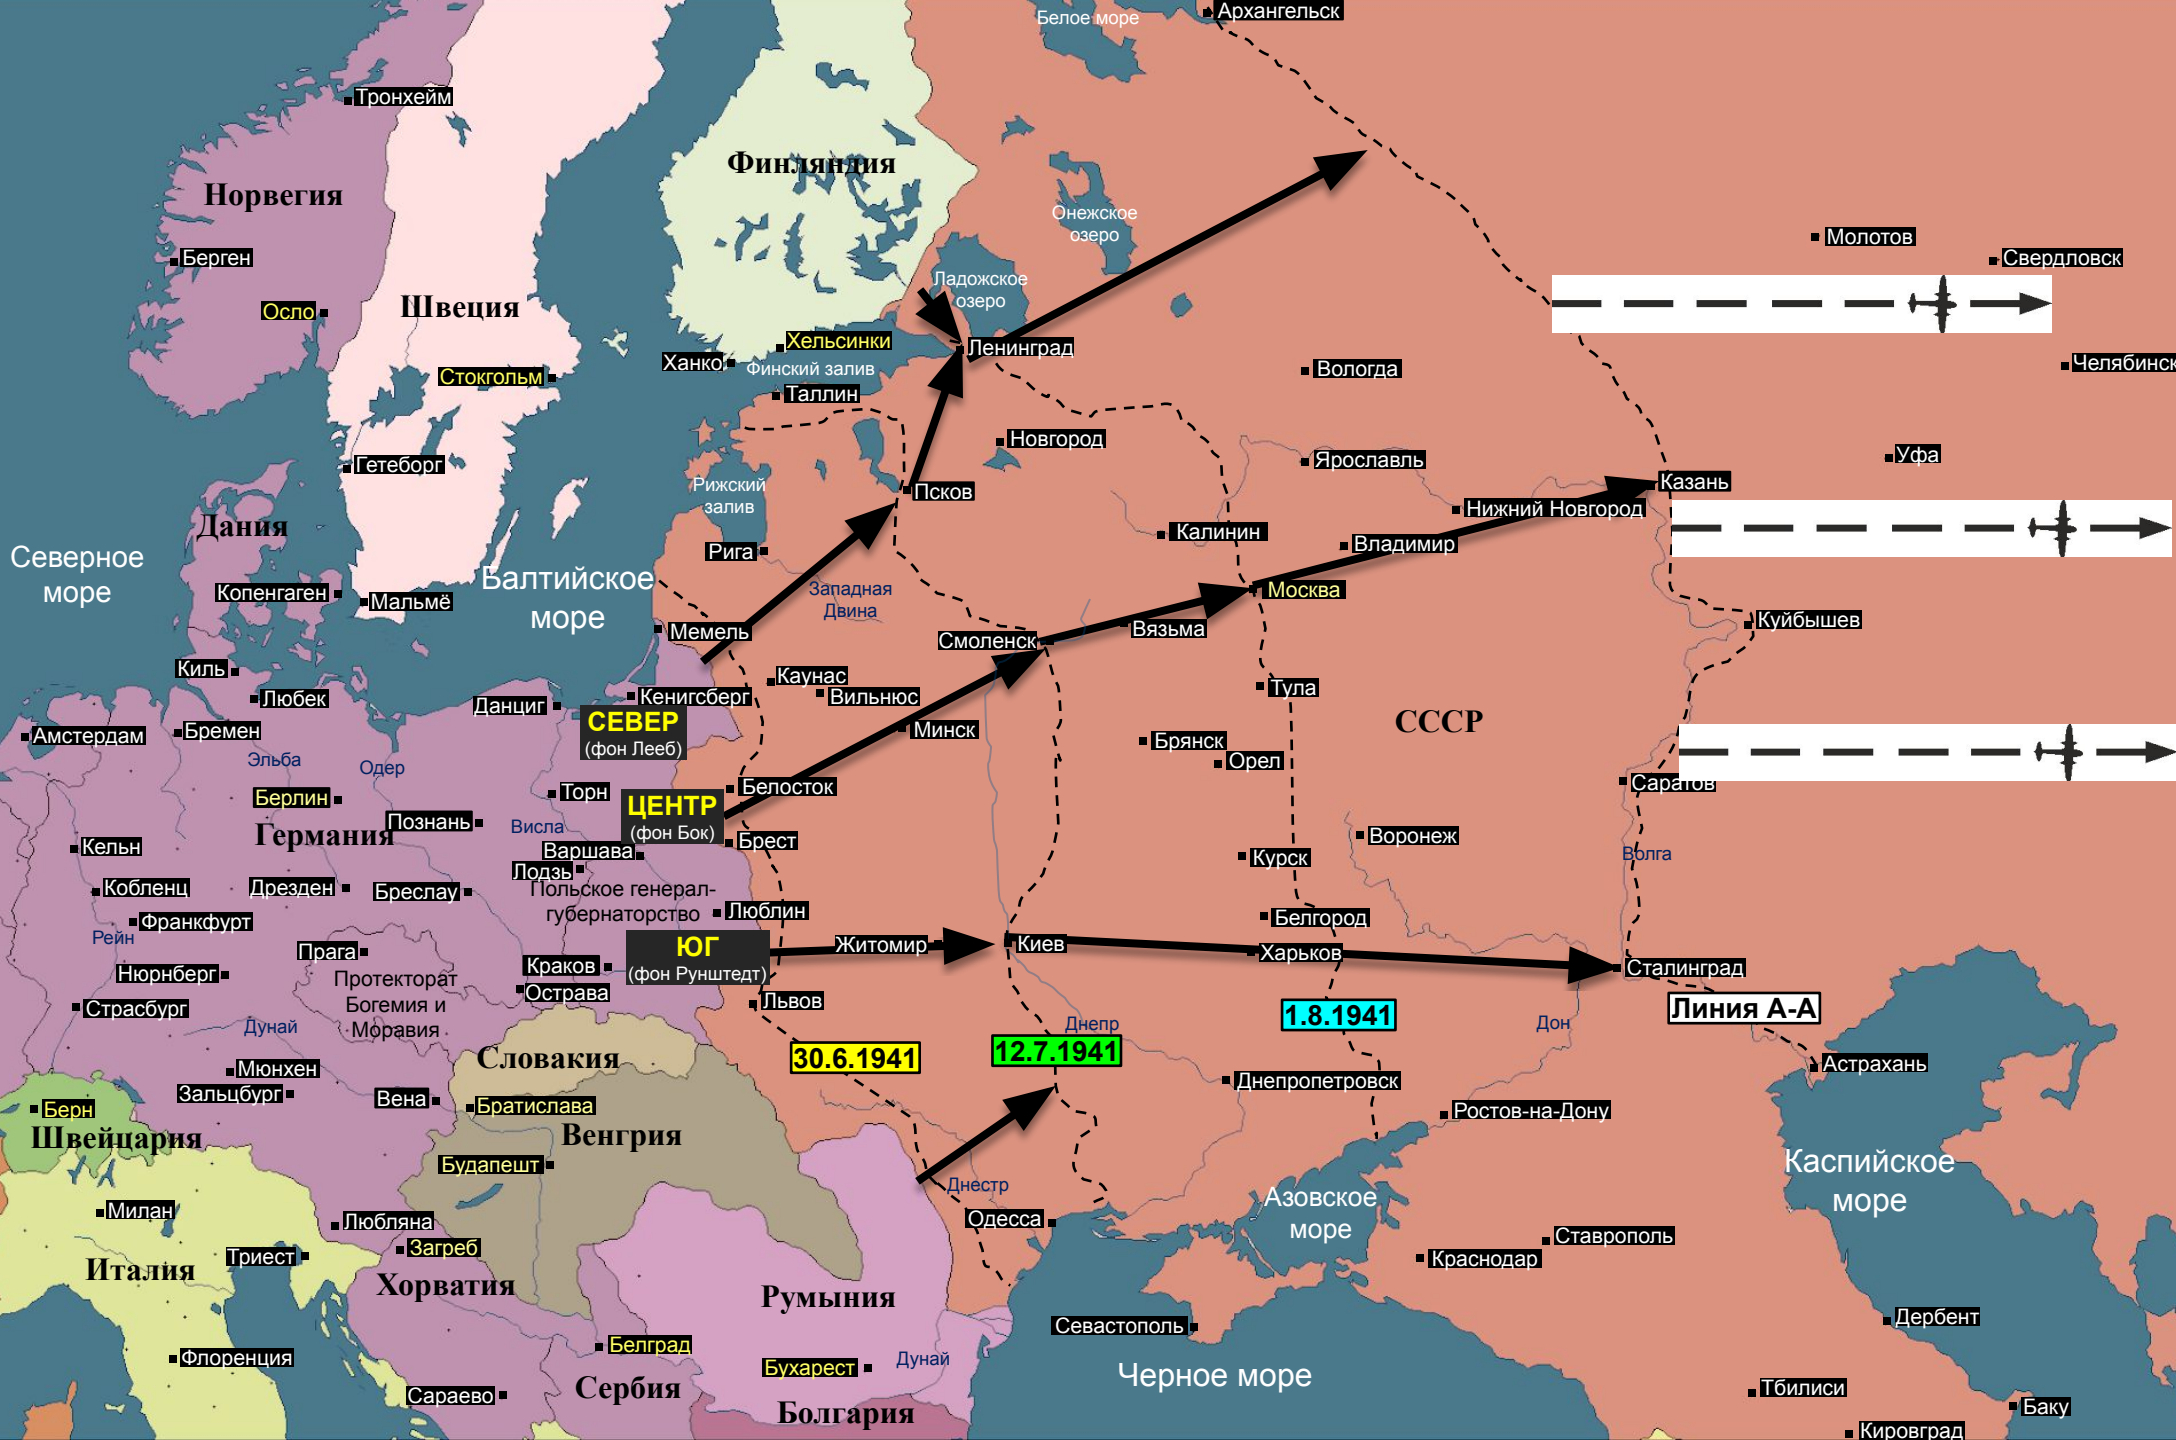 Белое море
Архангельск
Тронхейм
Финляндия
Норвегия
Онежское
озеро
Молотов
Берген
Свердловск
Ладожское
озеро
Осло
Швеция
Хельсинки
Ленинград
Ханко
Финский залив
Челябинск
Вологда
Стокгольм
Таллин
Новгород
Гетеборг
Ярославль
Уфа
Рижский
залив
Псков
Казань
Нижний Новгород
Дания
Калинин
Северное
море
Рига
Владимир
Балтийское
море
Копенгаген
Мальмё
Западная
Двина
Москва
Куйбышев
Мемель
Смоленск
Вязьма
Киль
Каунас
Вильнюс
Тула
Любек
Данциг
Кенигсберг
СЕВЕР
(фон Лееб)
Амстердам
Бремен
Минск
СССР
Брянск
Орел
Эльба
Одер
Берлин
Торн
Белосток
Саратов
ЦЕНТР
(фон Бок)
Познань
Висла
Германия
Брест
Воронеж
Кельн
Варшава
Курск
Волга
Лодзь
Кобленц
Дрезден
Бреслау
Польское генерал-
губернаторство
Люблин
Белгород
Франкфурт
Рейн
ЮГ
(фон Рунштедт)
Житомир
Киев
Харьков
Прага
Нюрнберг
Протекторат
Богемия и
Моравия
Краков
Острава
Сталинград
Страсбург
Львов
Линия А-А
1.8.1941
Дунай
Днепр
Дон
Словакия
30.6.1941
12.7.1941
Мюнхен
Зальцбург
Астрахань
Днепропетровск
Вена
Берн
Братислава
Ростов-на-Дону
Швейцария
Венгрия
Будапешт
Каспийское
море
Днестр
Азовское
море
Милан
Любляна
Одесса
Загреб
Триест
Ставрополь
Краснодар
Италия
Хорватия
Румыния
Севастополь
Дербент
Белград
Флоренция
Бухарест
Дунай
Черное море
Сербия
Сараево
Тбилиси
Баку
Болгария
Кировград